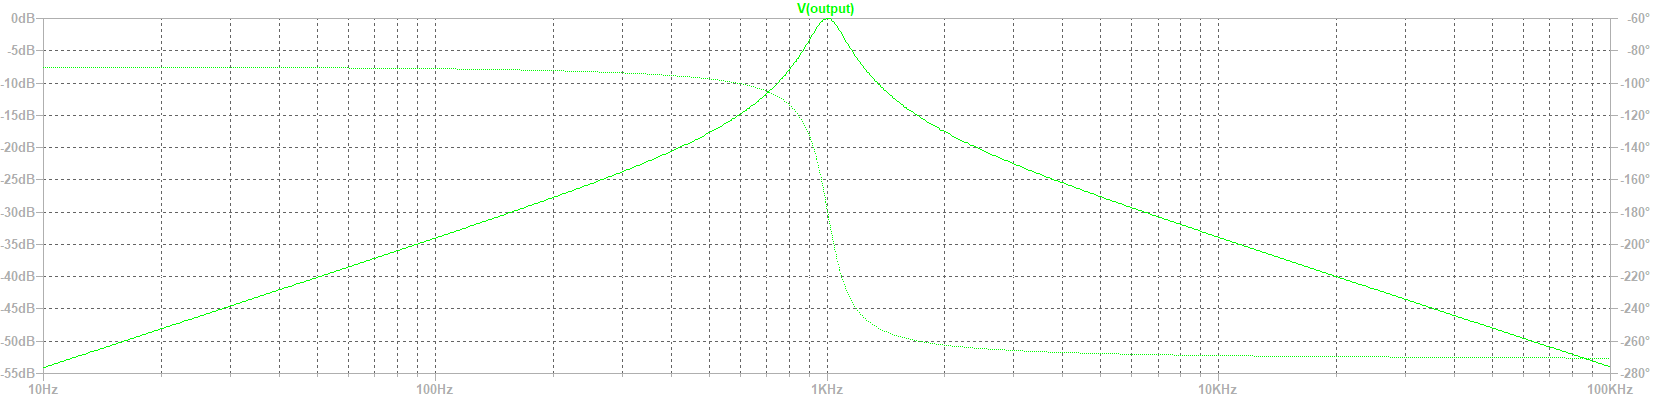 V(output)
0dB -60°
-5dB -80°
-10dB -100°
-15dB -120°
-20dB -140°
-25dB -160°
-30dB -180°
-35dB -200°
-40dB -220°
-45dB -240°
-50dB -260°
-55dB -280°
10Hz 100Hz 1KHz 10KHz 100KHz